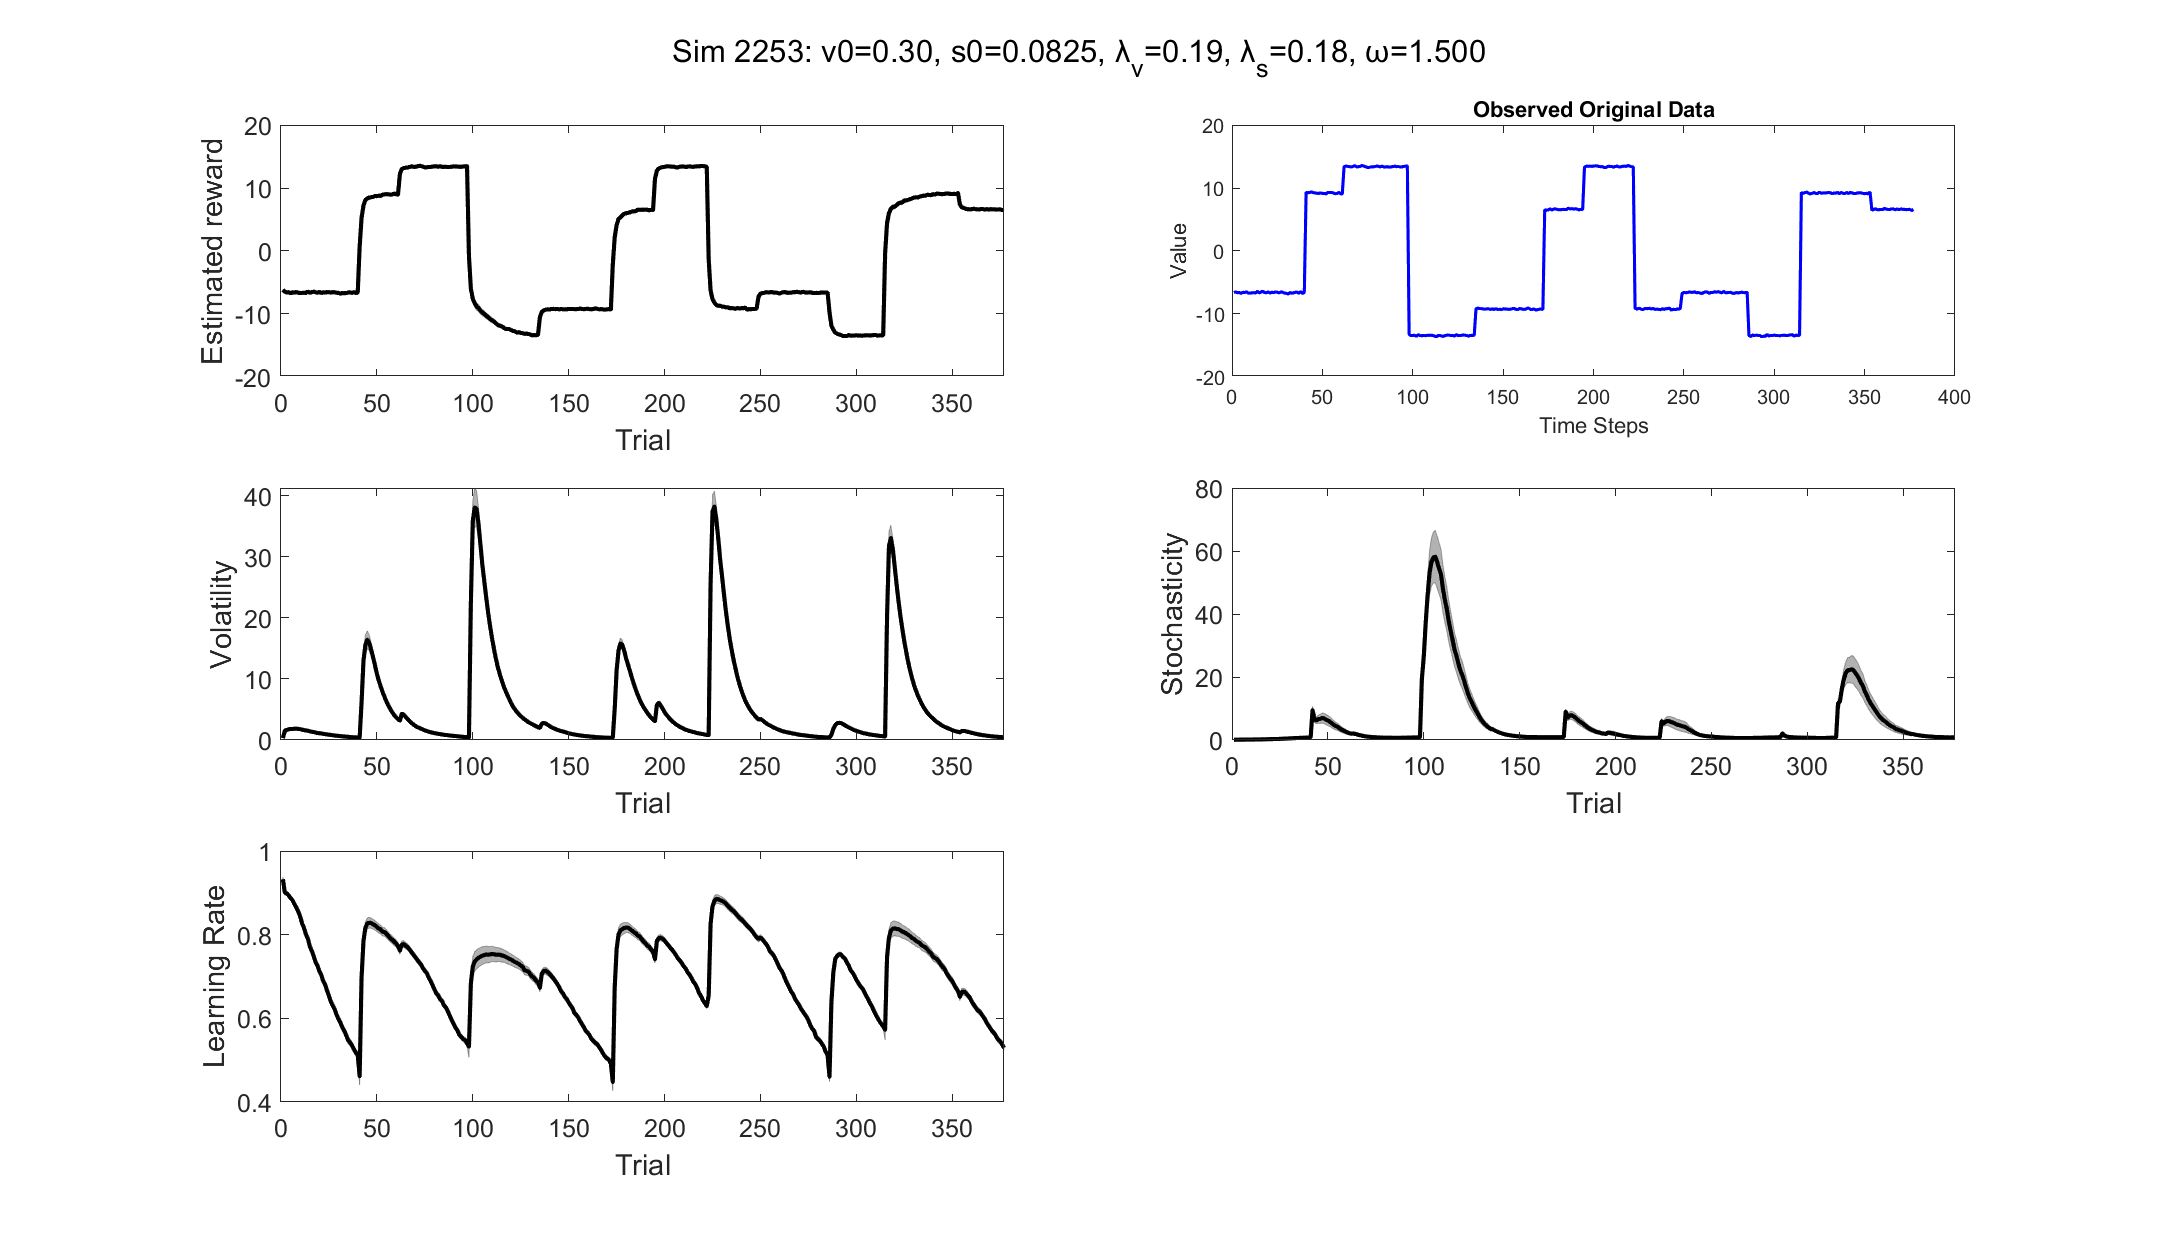 Sim 2253: v0=0.30, s0=0.0825, λ_v=0.19, λ_s=0.18, ω=1.500
20
10
0
-10
-20
Estimated reward
0 50 100 150 200 250 300 350
Trial
Observed Original Data
20
10
0
-10
-20
Value
0 50 100 150 200 250 300 350 400
Time Steps
40
30
20
10
0
Volatility
0 50 100 150 200 250 300 350
Trial
80
60
40
20
0
Stochasticity
0 50 100 150 200 250 300 350
Trial
1
0.8
0.6
0.4
Learning Rate
0 50 100 150 200 250 300 350
Trial